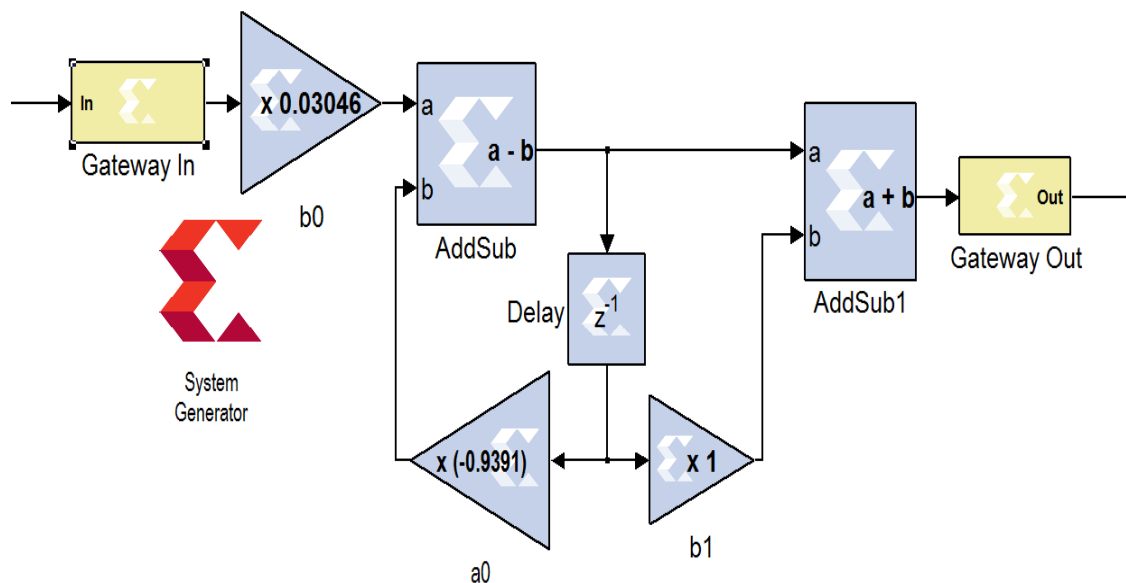 In
Gateway In
x 0.03046
b0
a
b
a - b
AddSub
Delay
z-1
x (-0.9391)
a0
x 1
b1
a
b
a + b
AddSub1
Out
Gateway Out
System
Generator